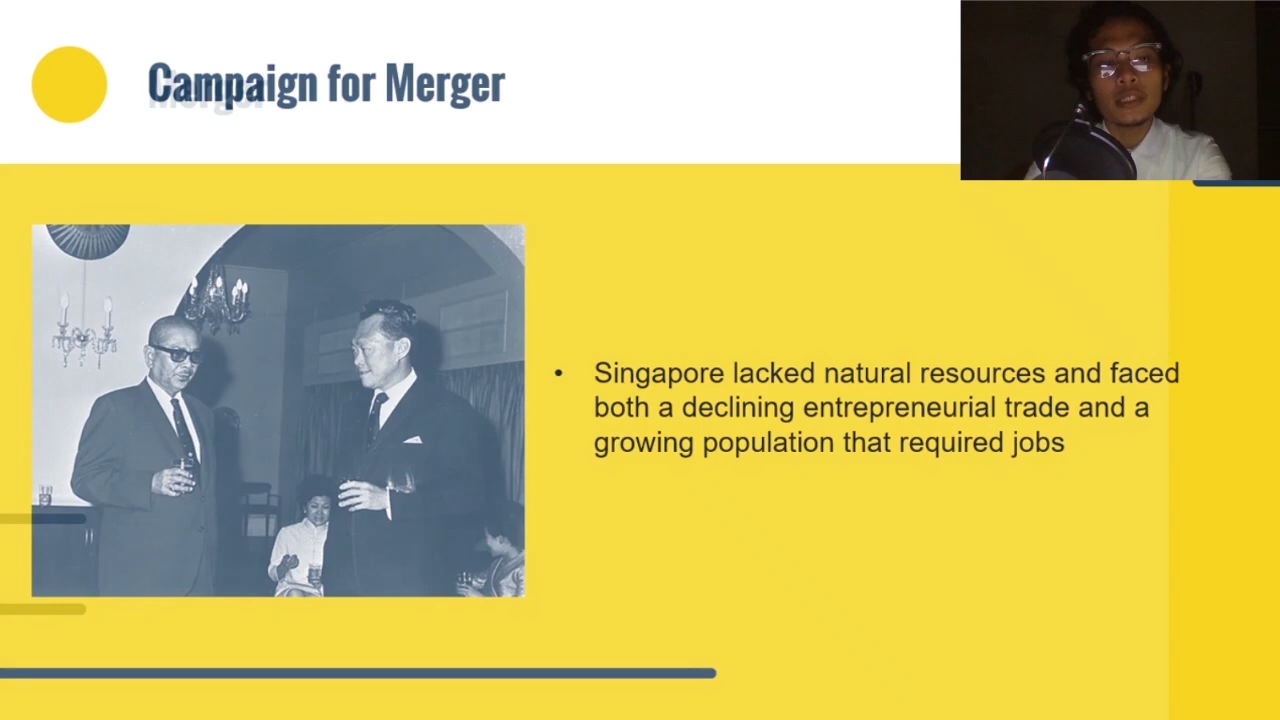 Campaign for Merger
Merger
• Singapore lacked natural resources and faced
both a declining entrepreneurial trade and a
growing population that required jobs